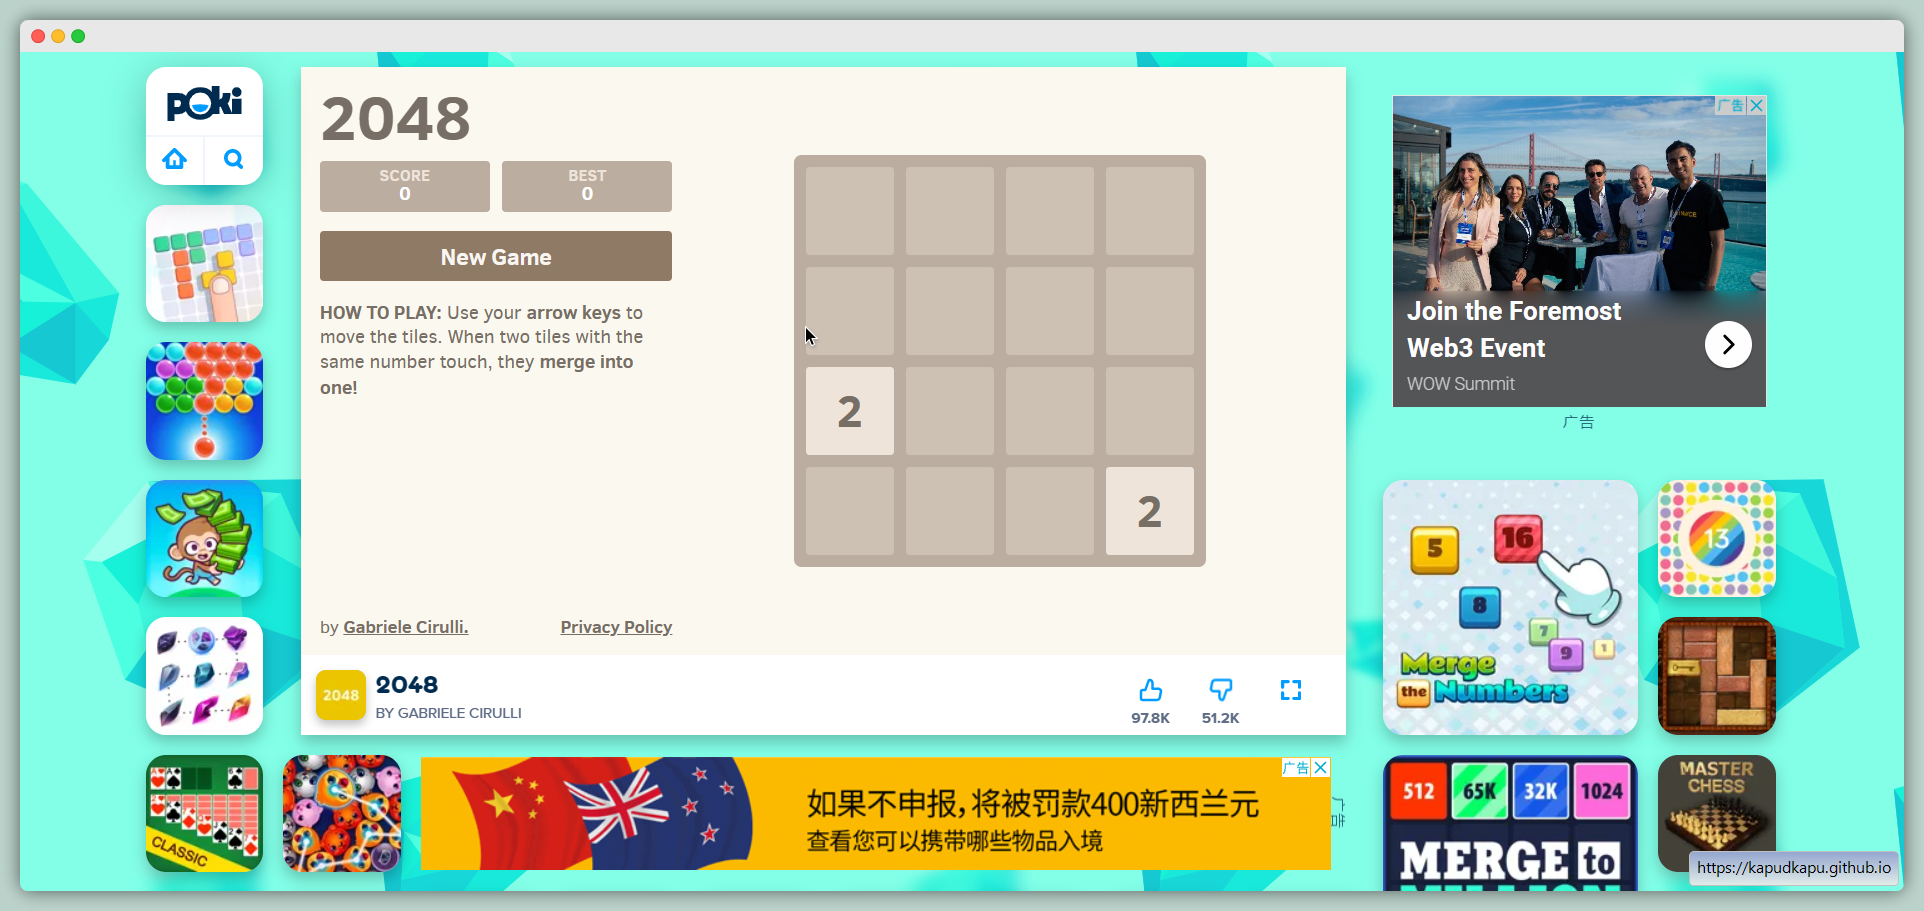 poki
2048
SCORE
0
BEST
0
New Game
HOW TO PLAY: Use your arrow keys to
move the tiles. When two tiles with the
same number touch, they merge into
one!
2
2
by Gabriele Cirulli.
Privacy Policy
2048
2048
BY GABRIELE CIRULLI
97.8K
51.2K
广告
Join the Foremost
Web3 Event
WOW Summit
广告
5
16
8
7
9
1
Merge
the Numbers
13
CLASSIC
广告
如果不申报，将被罚款400新西兰元
查看您可以携带哪些物品入境
广告
512
65K
32K
1024
MERGE to
MILLION
MASTER
CHESS
https://kapudkapu.github.io